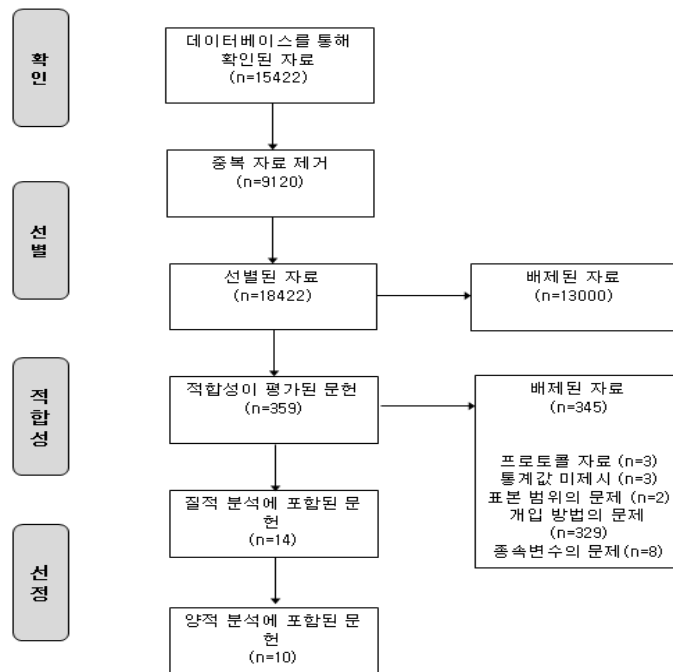 확인
데이터베이스를 통해
확인된 자료
(n=15422)
중복 자료 제거
(n=9120)
선별
선별된 자료
(n=18422)
배제된 자료
(n=13000)
적합성
적합성이 평가된 문헌
(n=359)
배제된 자료
(n=345)
프로토콜 자료 (n=3)
통계값 미제시 (n=3)
표본 범위의 문제 (n=2)
개입 방법의 문제
(n=329)
종속변수의 문제(n=8)
질적 분석에 포함된 문
헌
(n=14)
선정
양적 분석에 포함된 문
헌
(n=10)